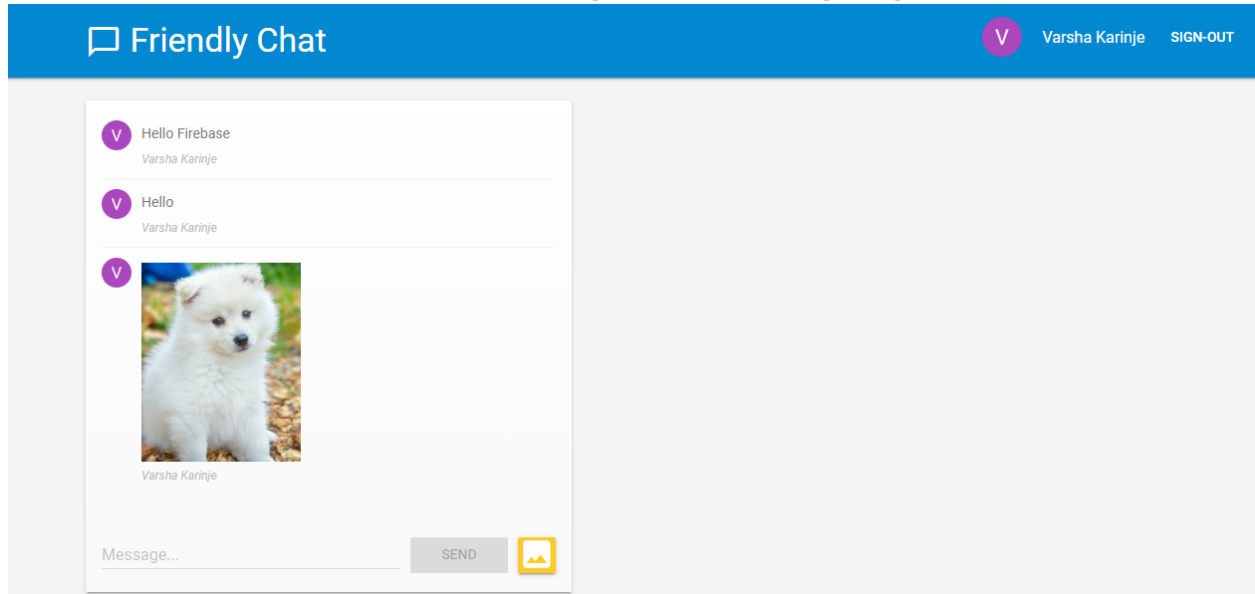 Friendly Chat
V Varsha Karinje SIGN-OUT
V Hello Firebase
Varsha Karinje
V Hello
Varsha Karinje
V
Varsha Karinje
Message... SEND